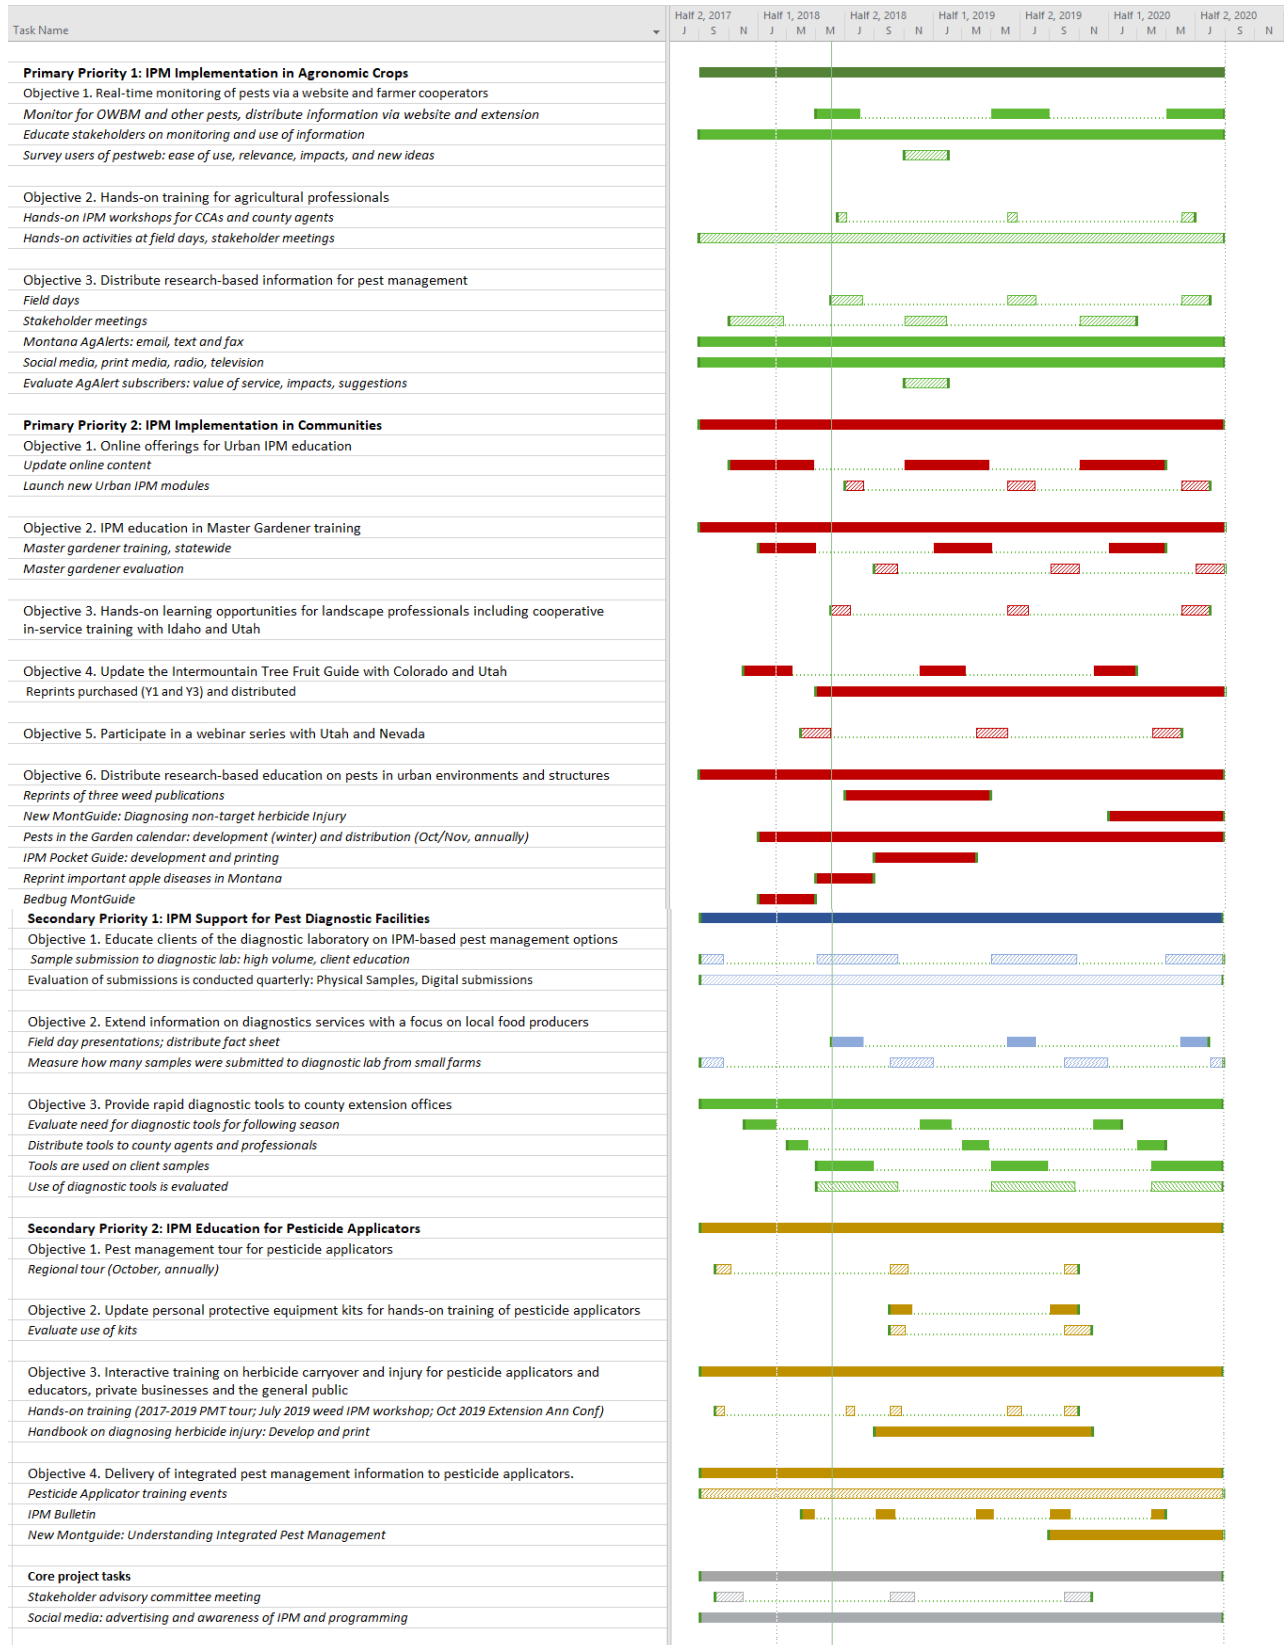 Half 2, 2017 Half 1, 2018 Half 2, 2018 Half 1, 2019 Half 2, 2019 Half 1, 2020 Half 2, 2020
Task Name J S N J M M J S N J M M J S N J M M J S N
Primary Priority 1: IPM Implementation in Agronomic Crops
Objective 1. Real-time monitoring of pests via a website and farmer cooperators
Monitor for OWBM and other pests, distribute information via website and extension
Educate stakeholders on monitoring and use of information
Survey users of pestweb: ease of use, relevance, impacts, and new ideas
Objective 2. Hands-on training for agricultural professionals
Hands-on IPM workshops for CCAs and county agents
Hands-on activities at field days, stakeholder meetings
Objective 3. Distribute research-based information for pest management
Field days
Stakeholder meetings
Montana AgAlerts: email, text and fax
Social media, print media, radio, television
Evaluate AgAlert subscribers: value of service, impacts, suggestions
Primary Priority 2: IPM Implementation in Communities
Objective 1. Online offerings for Urban IPM education
Update online content
Launch new Urban IPM modules
Objective 2. IPM education in Master Gardener training
Master gardener training, statewide
Master gardener evaluation
Objective 3. Hands-on learning opportunities for landscape professionals including cooperative
in-service training with Idaho and Utah
Objective 4. Update the Intermountain Tree Fruit Guide with Colorado and Utah
Reprints purchased (Y1 and Y3) and distributed
Objective 5. Participate in a webinar series with Utah and Nevada
Objective 6. Distribute research-based education on pests in urban environments and structures
Reprints of three weed publications
New MontGuide: Diagnosing non-target herbicide Injury
Pests in the Garden calendar: development (winter) and distribution (Oct/Nov, annually)
IPM Pocket Guide: development and printing
Reprint important apple diseases in Montana
Bedbug MontGuide
Secondary Priority 1: IPM Support for Pest Diagnostic Facilities
Objective 1. Educate clients of the diagnostic laboratory on IPM-based pest management options
Sample submission to diagnostic lab: high volume, client education
Evaluation of submissions is conducted quarterly: Physical Samples, Digital submissions
Objective 2. Extend information on diagnostics services with a focus on local food producers
Field day presentations; distribute fact sheet
Measure how many samples were submitted to diagnostic lab from small farms
Objective 3. Provide rapid diagnostic tools to county extension offices
Evaluate need for diagnostic tools for following season
Distribute tools to county agents and professionals
Tools are used on client samples
Use of diagnostic tools is evaluated
Secondary Priority 2: IPM Education for Pesticide Applicators
Objective 1. Pest management tour for pesticide applicators
Regional tour (October, annually)
Objective 2. Update personal protective equipment kits for hands-on training of pesticide applicators
Evaluate use of kits
Objective 3. Interactive training on herbicide carryover and injury for pesticide applicators and
educators, private businesses and the general public
Hands-on training (2017-2019 PMT tour; July 2019 weed IPM workshop; Oct 2019 Extension Ann Conf)
Handbook on diagnosing herbicide injury: Develop and print
Objective 4. Delivery of integrated pest management information to pesticide applicators.
Pesticide Applicator training events
IPM Bulletin
New Montguide: Understanding Integrated Pest Management
Core project tasks
Stakeholder advisory committee meeting
Social media: advertising and awareness of IPM and programming